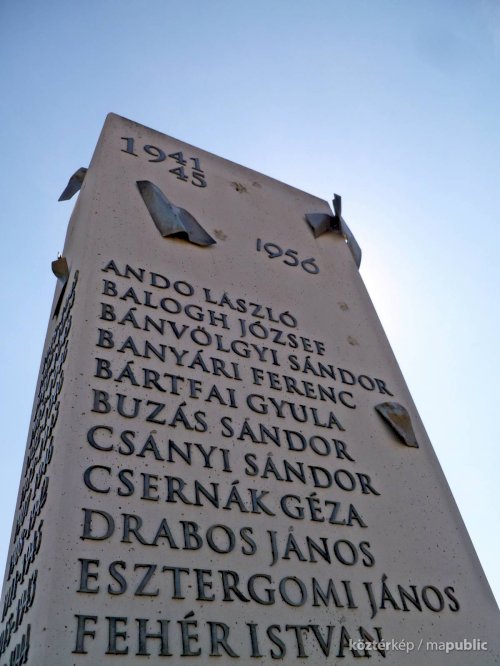 1941
45
1956
ANDO LÁSZLÓ
BALOGH JÓZSEF
BÁNVÖLGYI SÁNDOR
BANYÁRI FERENC
BÁRTFAI GYULA
BUZÁS SÁNDOR
CSÁNYI SÁNDOR
CSERNÁK GÉZA
DRABOS JÁNOS
ESZTERGOMI JÁNOS
FEHÉR ISTVÁN
köztérkép / mapublic